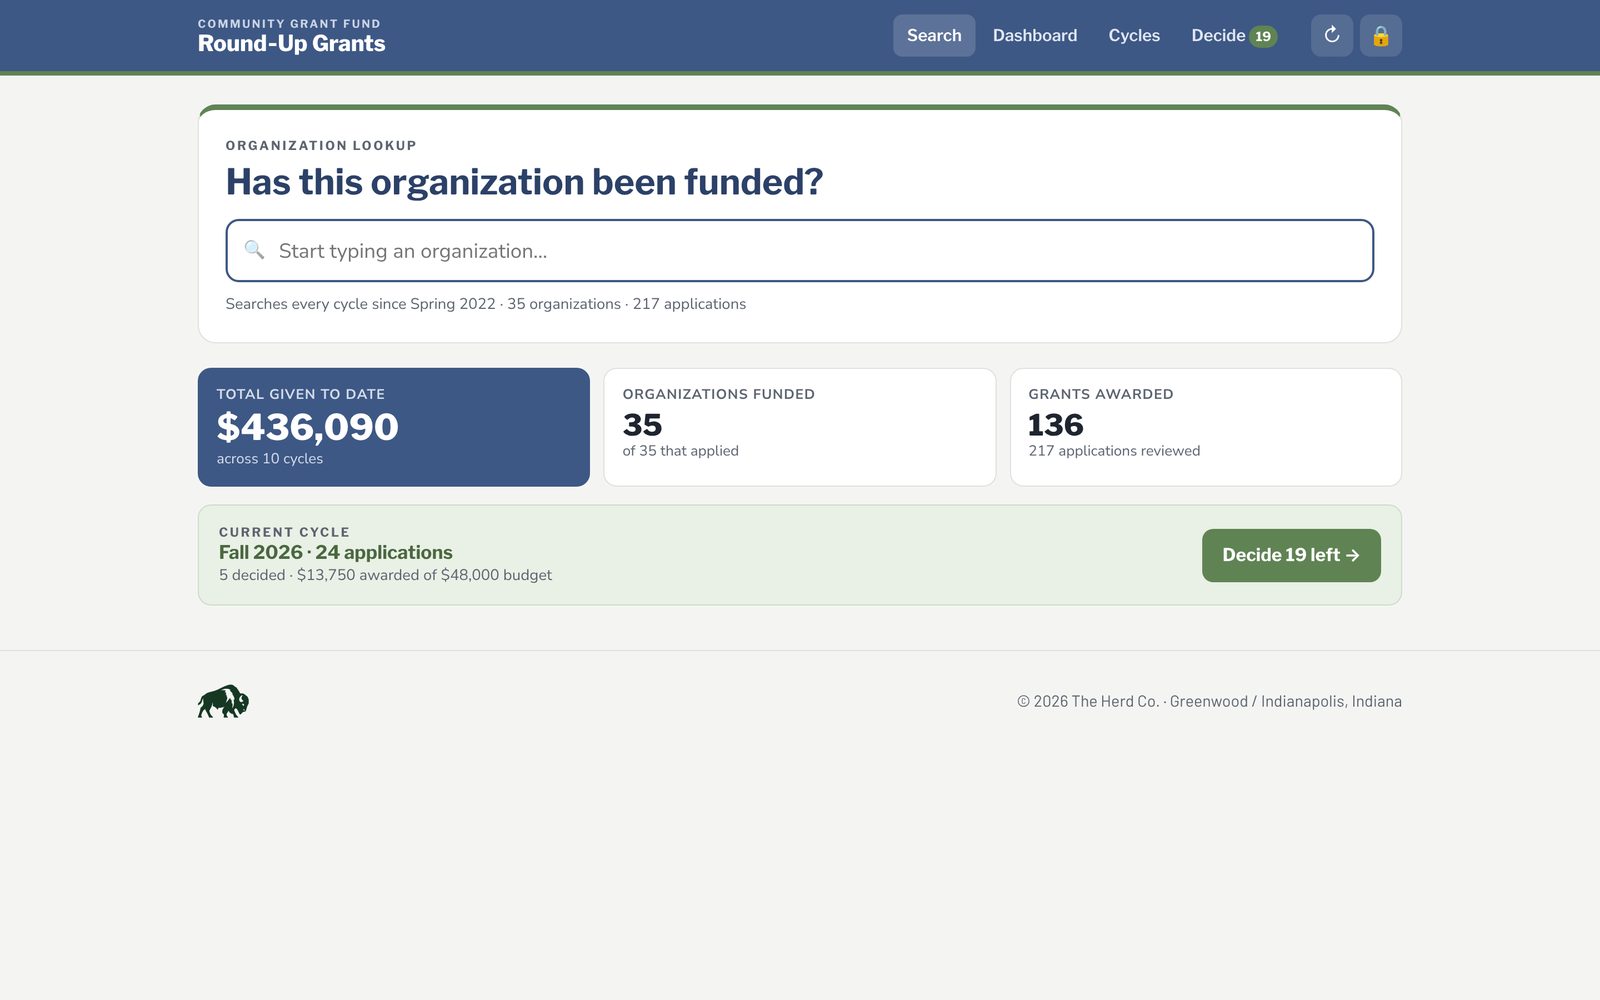 COMMUNITY GRANT FUND
Round-Up Grants
Search
Dashboard
Cycles
Decide 19
ORGANIZATION LOOKUP
Has this organization been funded?
Start typing an organization...
Searches every cycle since Spring 2022 · 35 organizations · 217 applications
TOTAL GIVEN TO DATE
$436,090
across 10 cycles
ORGANIZATIONS FUNDED
35
of 35 that applied
GRANTS AWARDED
136
217 applications reviewed
CURRENT CYCLE
Fall 2026 · 24 applications
5 decided · $13,750 awarded of $48,000 budget
Decide 19 left →
© 2026 The Herd Co. · Greenwood / Indianapolis, Indiana